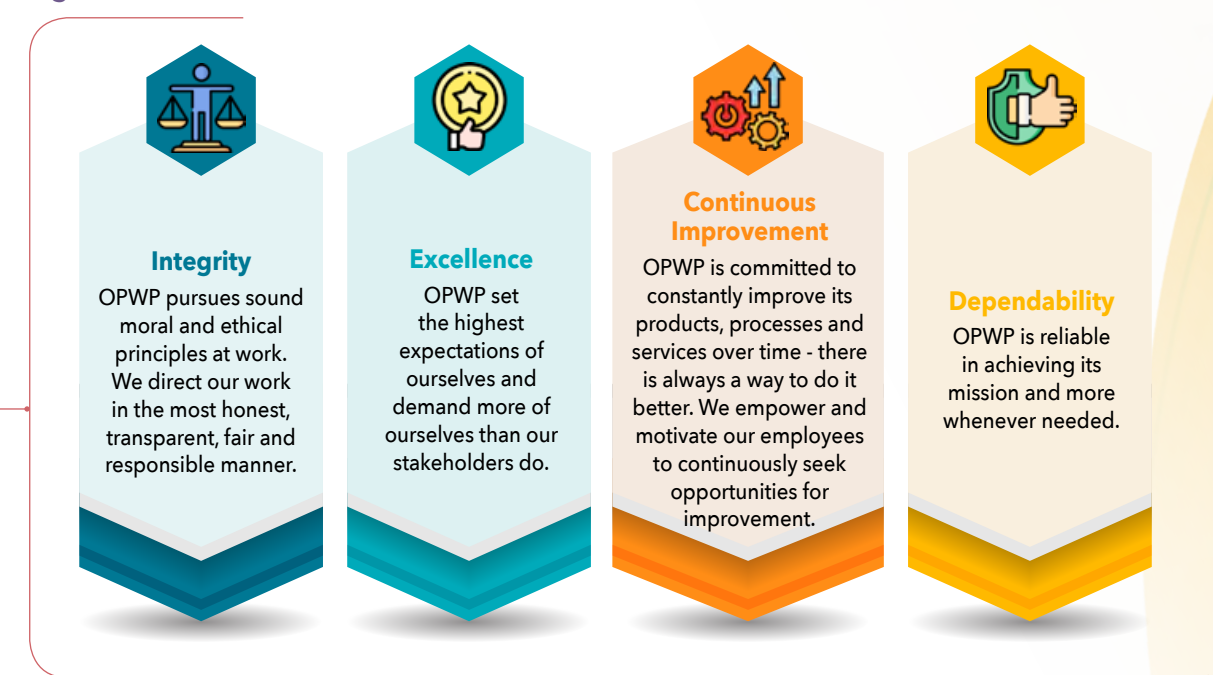 Integrity
OPWP pursues sound
moral and ethical
principles at work.
We direct our work
in the most honest,
transparent, fair and
responsible manner.
Excellence
OPWP set
the highest
expectations of
ourselves and
demand more of
ourselves than our
stakeholders do.
Continuous
Improvement
OPWP is committed to
constantly improve its
products, processes and
services over time - there
is always a way to do it
better. We empower and
motivate our employees
to continuously seek
opportunities for
improvement.
Dependability
OPWP is reliable
in achieving its
mission and more
whenever needed.